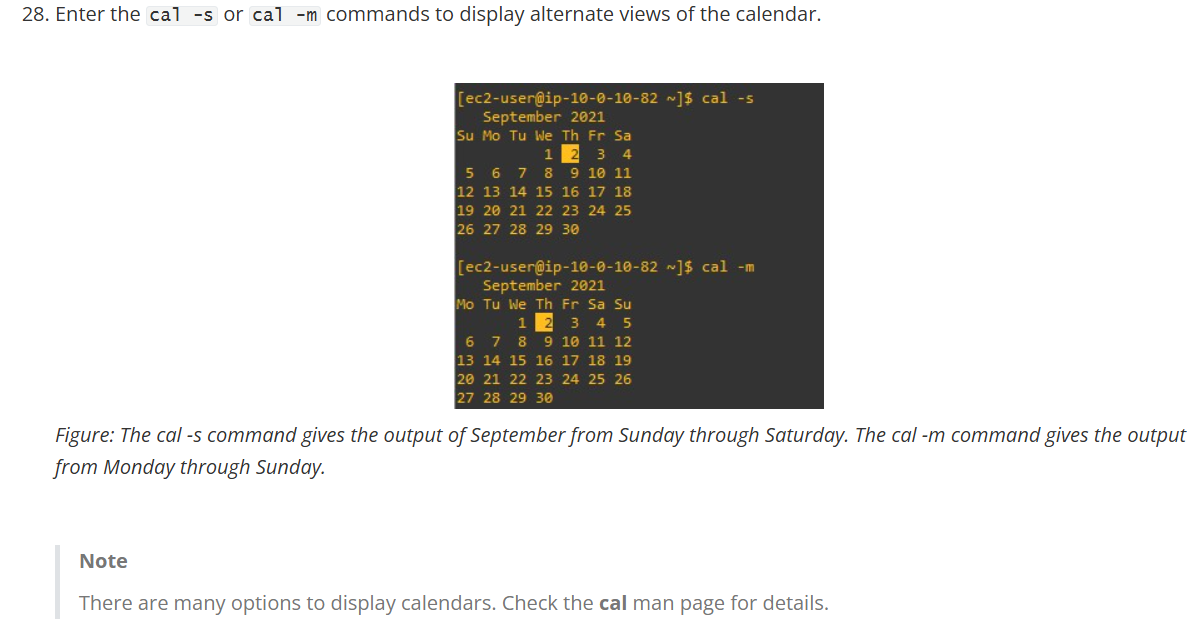 28. Enter the cal -s or cal -m commands to display alternate views of the calendar.
[ec2-user@ip-10-0-10-82 ~]$ cal -s
   September 2021
Su Mo Tu We Th Fr Sa
          1  2  3  4
 5  6  7  8  9 10 11
12 13 14 15 16 17 18
19 20 21 22 23 24 25
26 27 28 29 30
[ec2-user@ip-10-0-10-82 ~]$ cal -m
   September 2021
Mo Tu We Th Fr Sa Su
       1  2  3  4  5
 6  7  8  9 10 11 12
13 14 15 16 17 18 19
20 21 22 23 24 25 26
27 28 29 30
Figure: The cal -s command gives the output of September from Sunday through Saturday. The cal -m command gives the output
from Monday through Sunday.
Note
There are many options to display calendars. Check the cal man page for details.